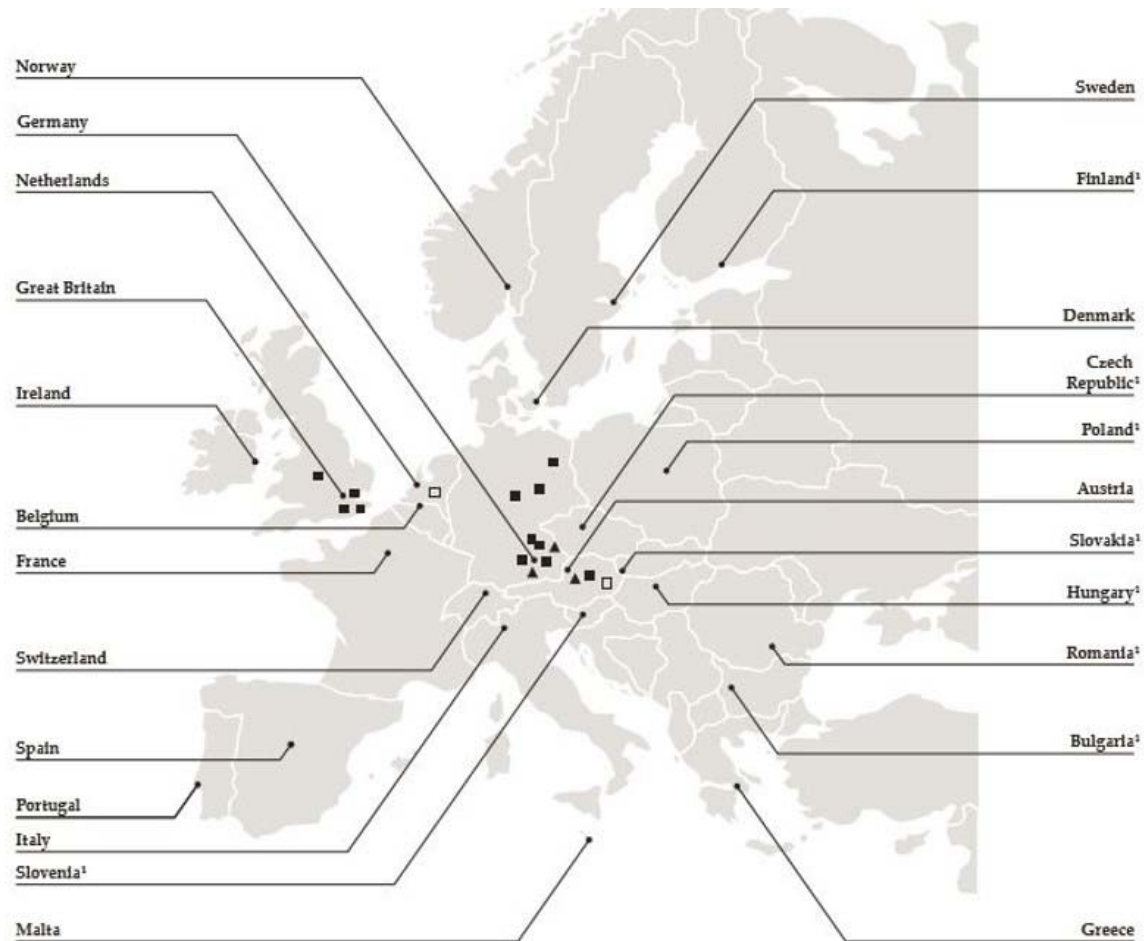 Norway
Germany
Netherlands
Great Britain
Ireland
Belgium
France
Switzerland
Spain
Portugal
Italy
Slovenia¹
Malta
Sweden
Finland¹
Denmark
Czech
Republic¹
Poland¹
Austria
Slovakia¹
Hungary¹
Romania¹
Bulgaria¹
Greece